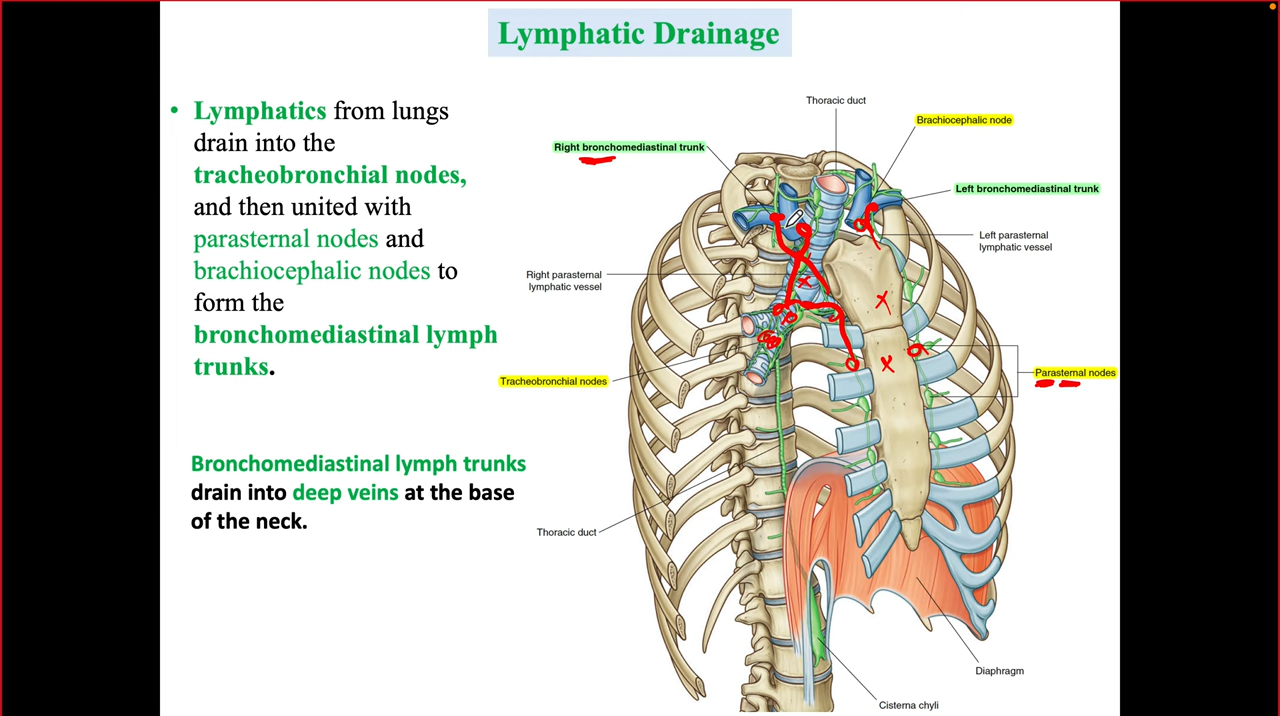 Lymphatic Drainage
• Lymphatics from lungs
drain into the
tracheobronchial nodes,
and then united with
parasternal nodes and
brachiocephalic nodes to
form the
bronchomediastinal lymph
trunks.
Bronchomediastinal lymph trunks
drain into deep veins at the base
of the neck.
Thoracic duct
Brachiocephalic node
Right bronchomediastinal trunk
Left bronchomediastinal trunk
Left parasternal
lymphatic vessel
Right parasternal
lymphatic vessel
Parasternal nodes
Tracheobronchial nodes
Thoracic duct
Diaphragm
Cisterna chyli